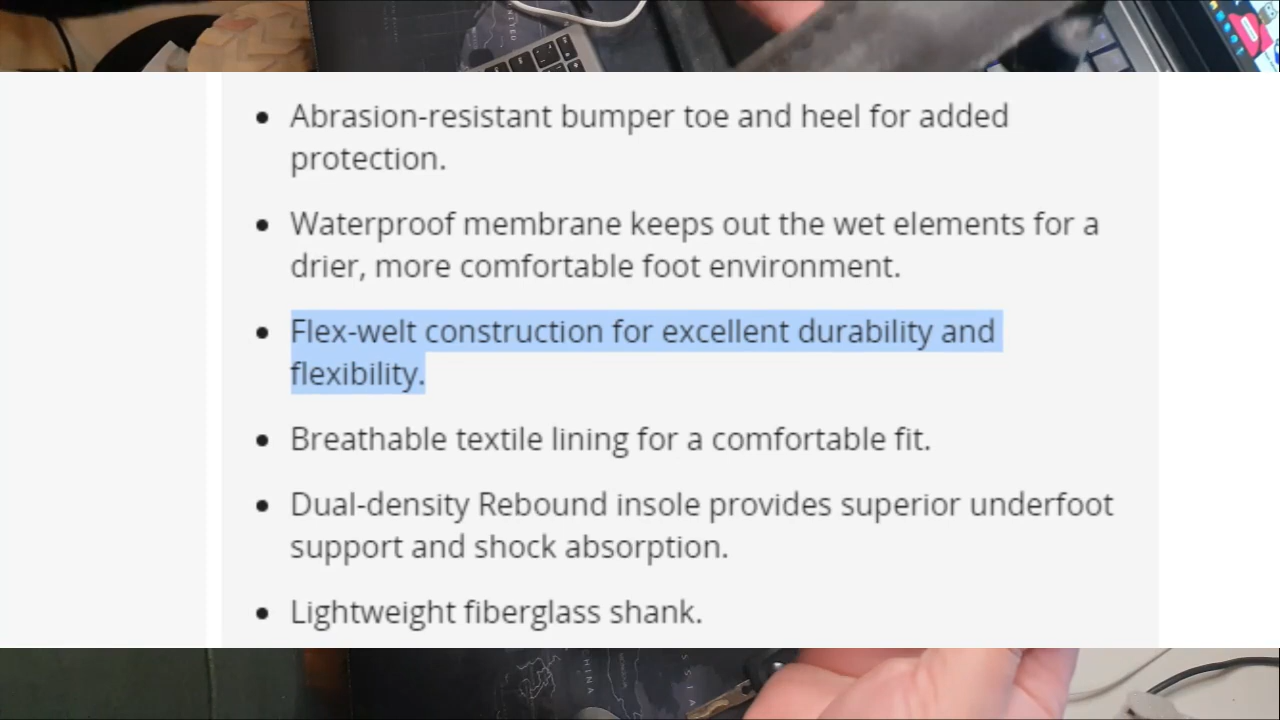 Abrasion-resistant bumper toe and heel for added
protection.
Waterproof membrane keeps out the wet elements for a
drier, more comfortable foot environment.
Flex-welt construction for excellent durability and
flexibility.
Breathable textile lining for a comfortable fit.
Dual-density Rebound insole provides superior underfoot
support and shock absorption.
Lightweight fiberglass shank.
CHINA